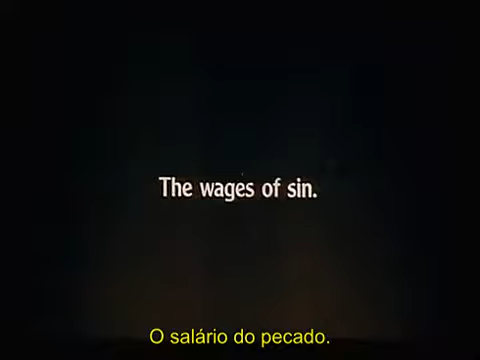 The wages of sin.
O salário do pecado.